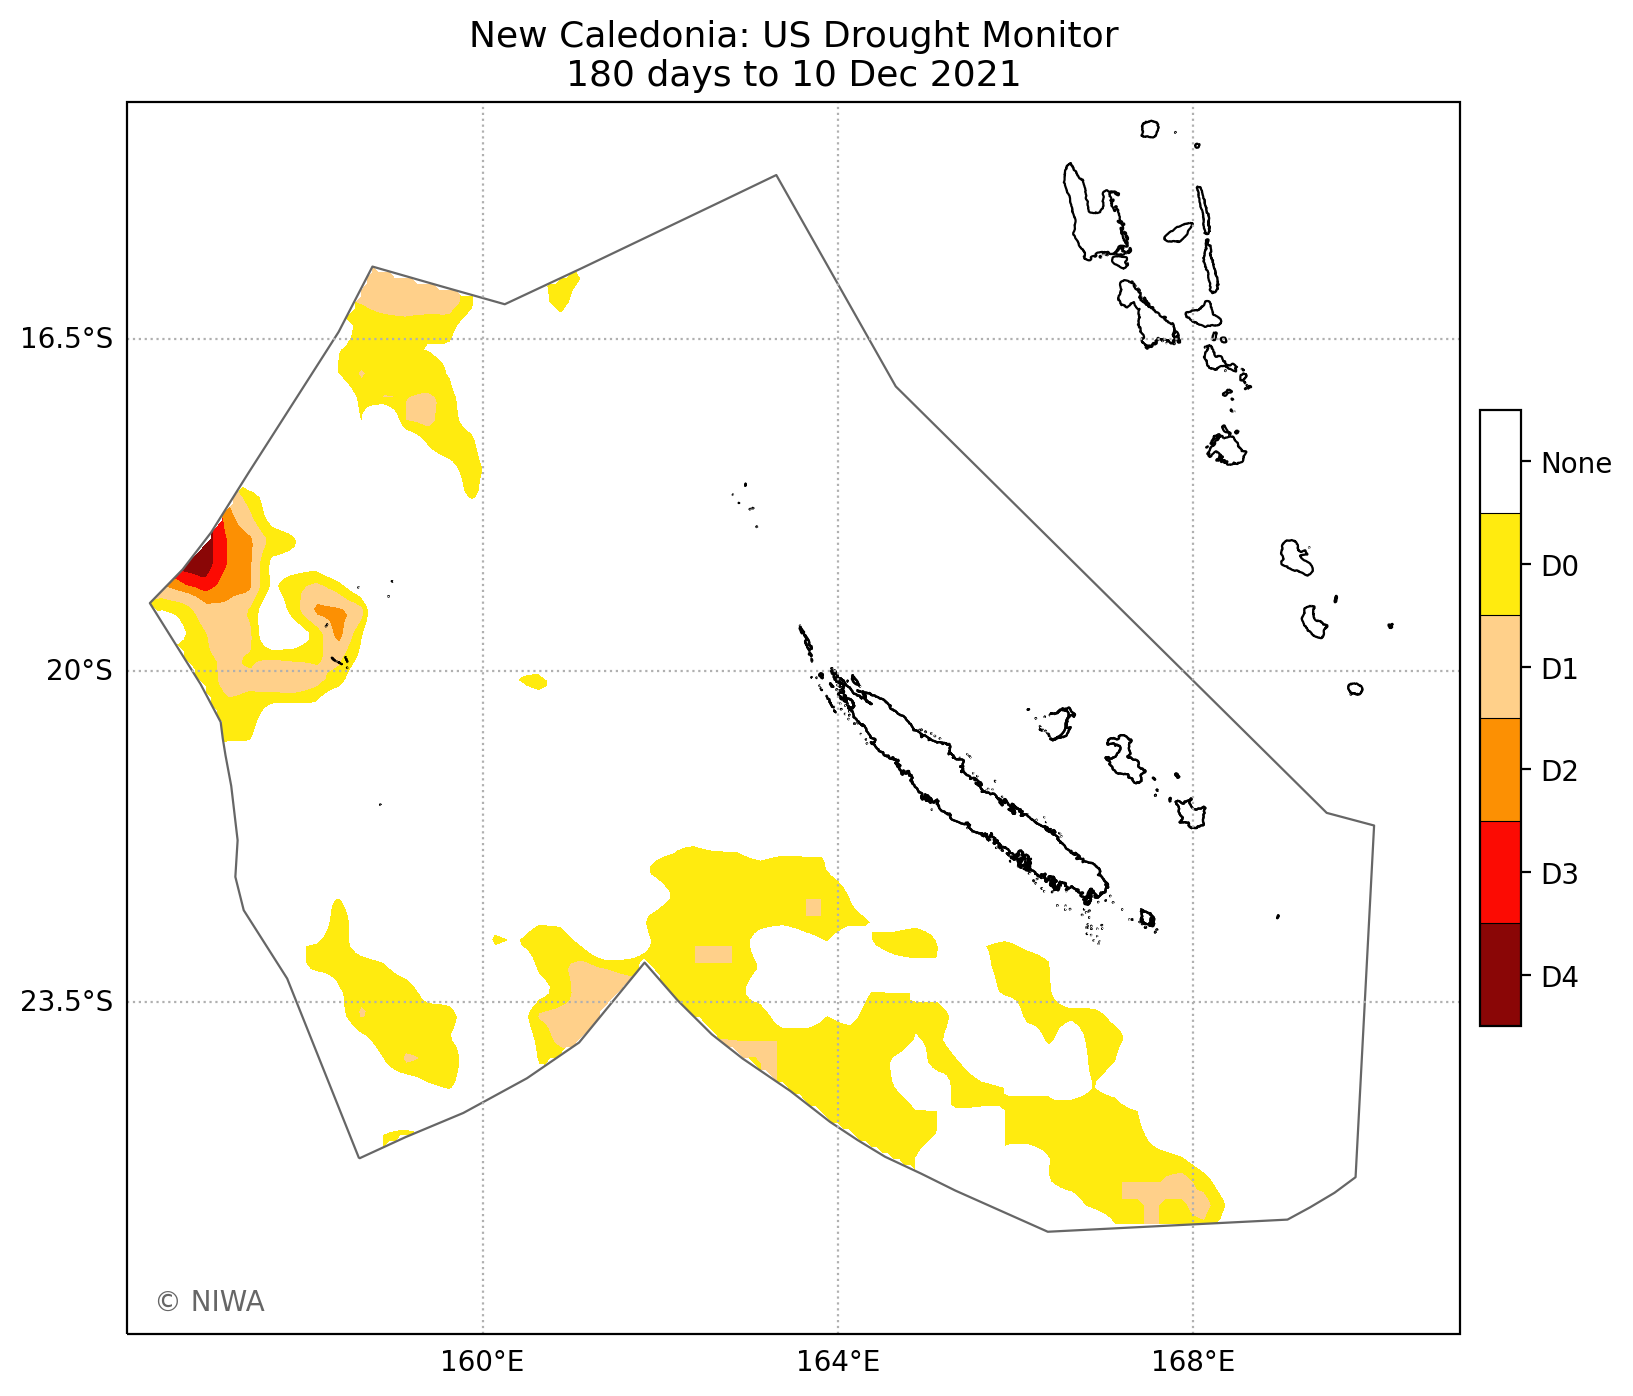 New Caledonia: US Drought Monitor
180 days to 10 Dec 2021
16.5°S
20°S
23.5°S
160°E
164°E
168°E
None
D0
D1
D2
D3
D4
© NIWA